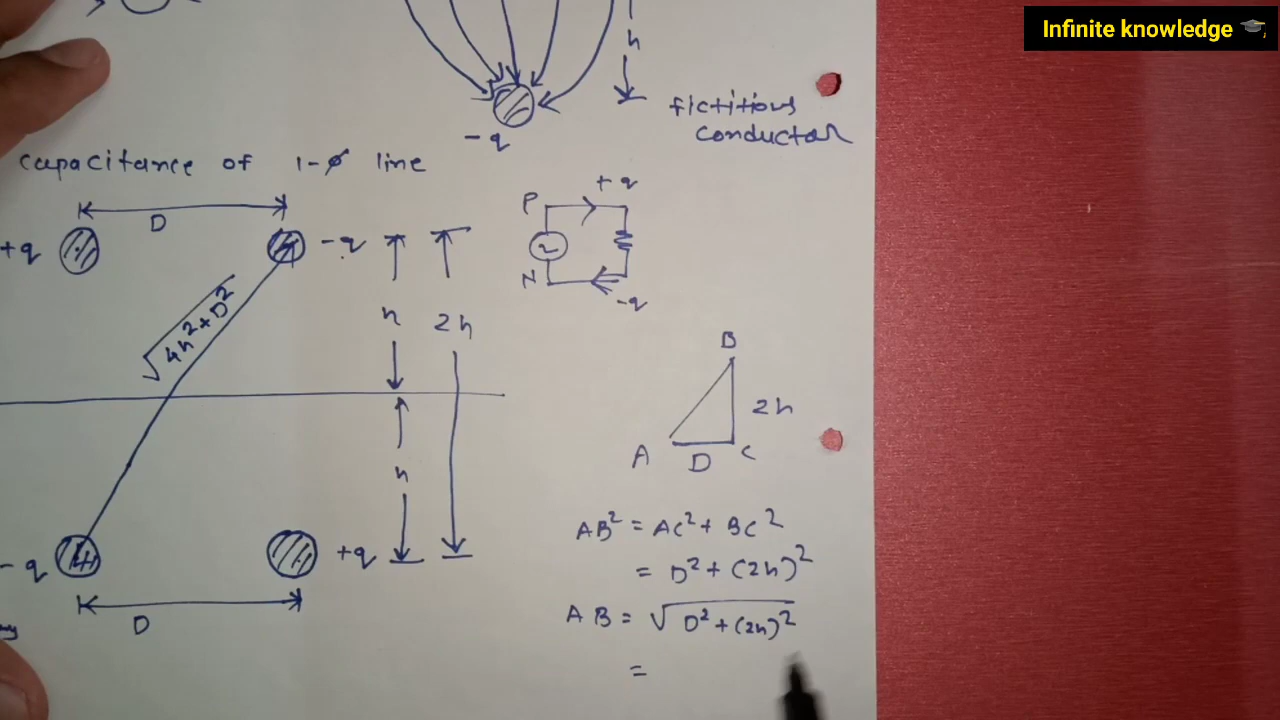 Infinite knowledge 🎓
h
fictitious
conductor
-q
Capacitance of 1-ϕ line
D
+q
-q
h
2h
√4h²+D²
h
-q
+q
D
P
+q
N
-q
B
2h
A
D
C
AB² = AC² + BC²
= D² + (2h)²
AB = √D²+(2h)²
=